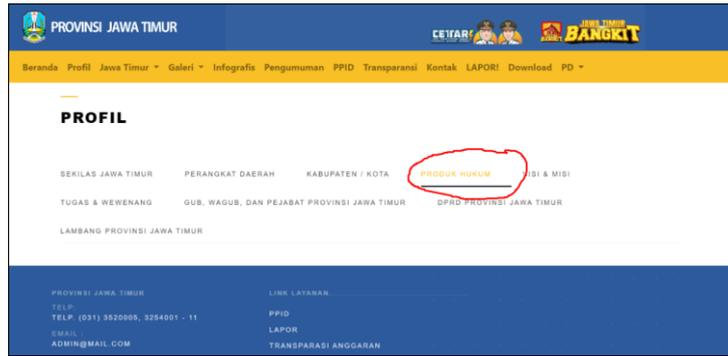 PROVINSI JAWA TIMUR
CETTAR
JAWA TIMUR
BANGKIT
Beranda Profil Jawa Timur Galeri Infografis Pengumuman PPID Transparansi Kontak LAPOR! Download PD
PROFIL
SEKILAS JAWA TIMUR PERANGKAT DAERAH KABUPATEN / KOTA PRODUK HUKUM VISI & MISI
TUGAS & WEWENANG GUB, WAGUB, DAN PEJABAT PROVINSI JAWA TIMUR DPRD PROVINSI JAWA TIMUR
LAMBANG PROVINSI JAWA TIMUR
PROVINSI JAWA TIMUR
TELP:
TELP. (031) 3520005, 3254001 - 11
EMAIL :
ADMIN@MAIL.COM
LINK LAYANAN
PPID
LAPOR
TRANSPARASI ANGGARAN